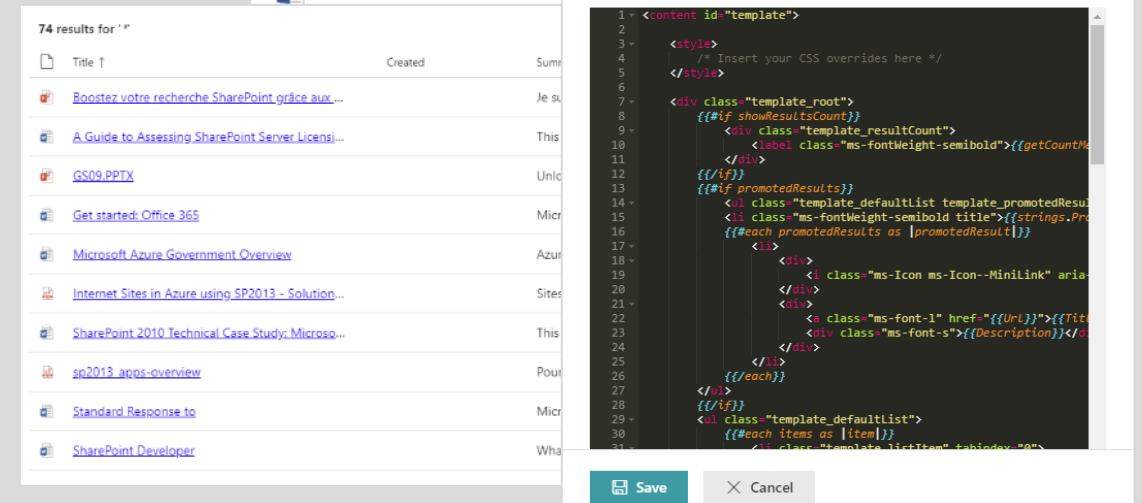 74 results for '*'
Title ↑ Created Summ
Boostez votre recherche SharePoint grâce aux ...
Je su
A Guide to Assessing SharePoint Server Licensi...
This
GS09.PPTX
Unlo
Get started: Office 365
Micr
Microsoft Azure Government Overview
Azur
Internet Sites in Azure using SP2013 - Solution...
Sites
SharePoint 2010 Technical Case Study: Microso...
This
sp2013_apps-overview
Pour
Standard Response to
Micr
SharePoint Developer
Wha
1 <content id="template">
2
3 <style>
4 /* Insert your CSS overrides here */
5 </style>
6
7 <div class="template_root">
8 {{#if showResultsCount}}
9 <div class="template_resultCount">
10 <label class="ms-fontWeight-semibold">{{getCountMe
11 </div>
12 {{/if}}
13 {{#if promotedResults}}
14 <ul class="template_defaultList template_promotedResul
15 <li class="ms-fontWeight-semibold title">{{strings.Pro
16 {{#each promotedResults as |promotedResult|}}
17 <li>
18 <div>
19 <i class="ms-Icon ms-Icon--MiniLink" aria-
20 </div>
21 <div>
22 <a class="ms-font-l" href="{{Url}}">{{Titl
23 <div class="ms-font-s">{{Description}}</di
24 </div>
25 </li>
26 {{/each}}
27 </ul>
28 {{/if}}
29 <ul class="template_defaultList">
30 {{#each items as |item|}}
31 <li class="template_listItem" tabindex="0">
Save Cancel